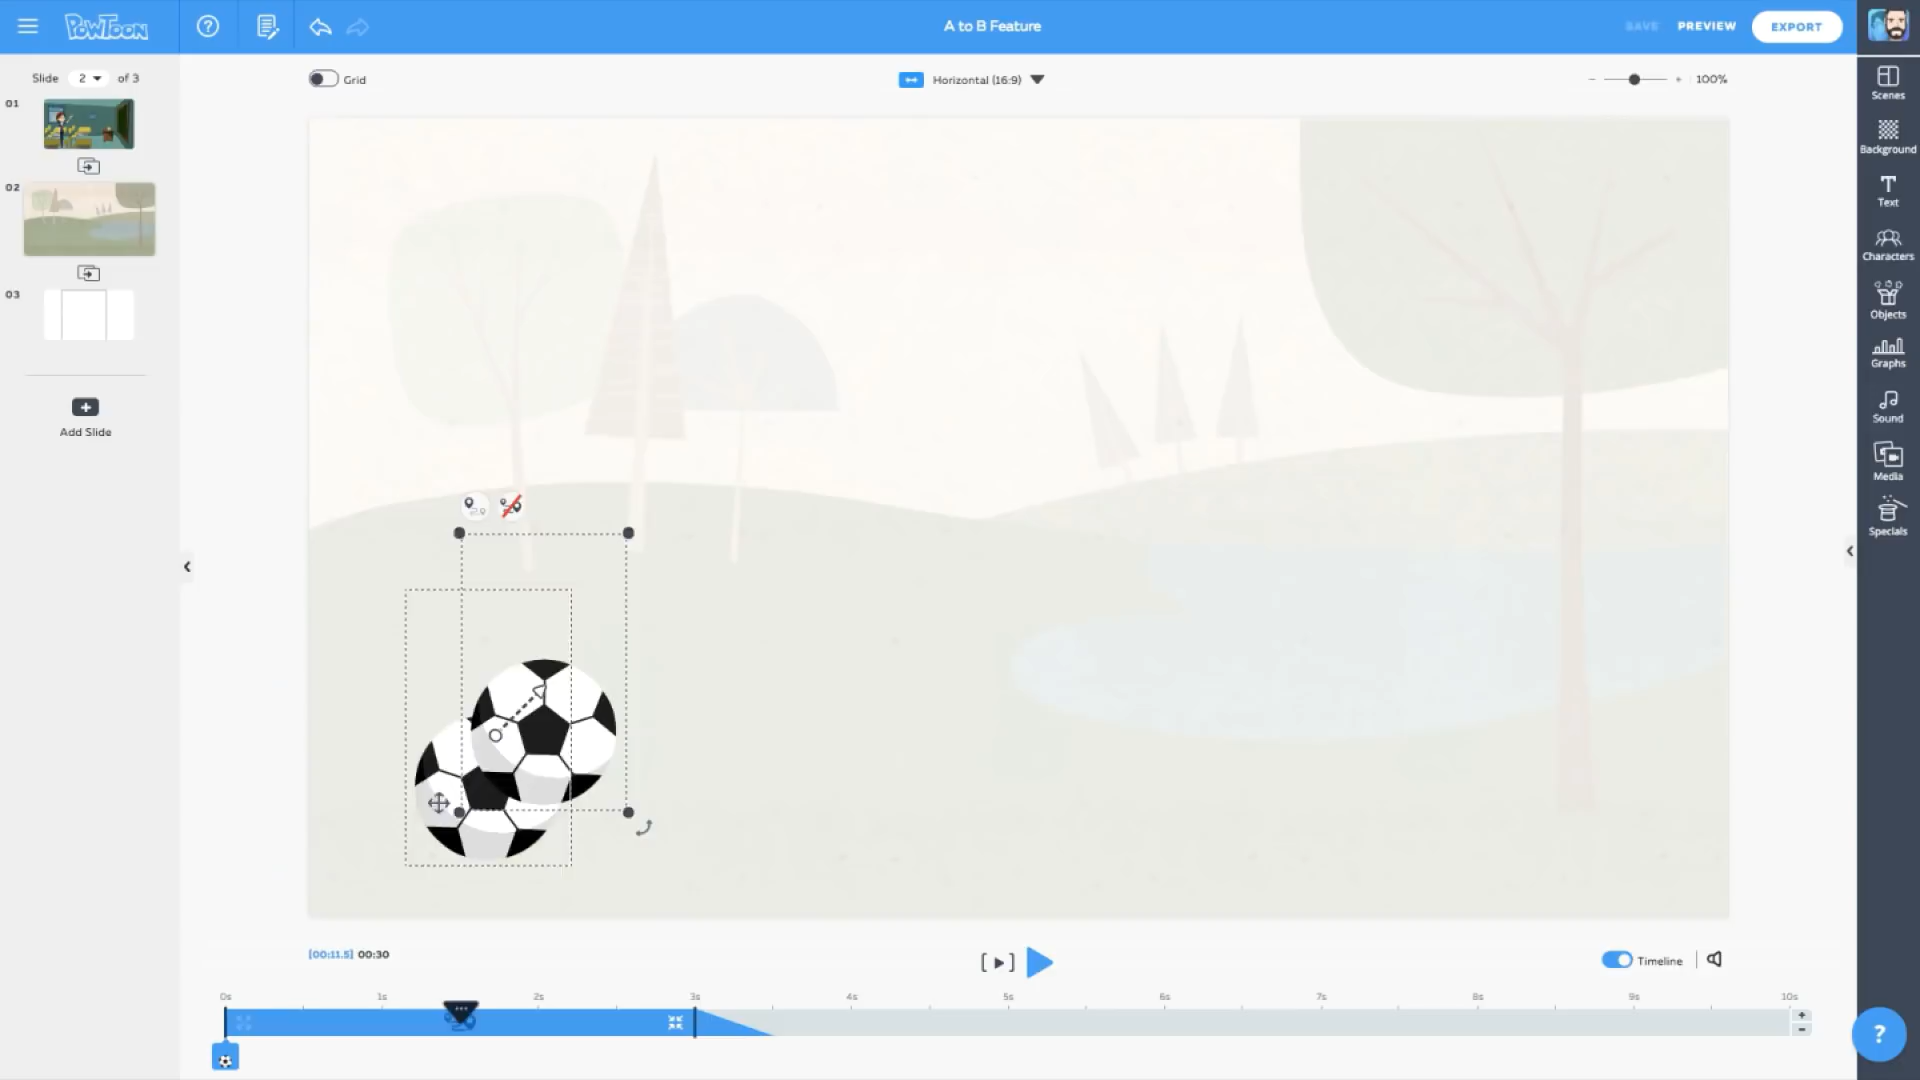 PowToon
?
A to B Feature
SAVE
PREVIEW
EXPORT
Slide 2 of 3
Grid
Horizontal (16:9)
− + 100%
01
02
03
Add Slide
Scenes
Background
Text
Characters
Objects
Graphs
Sound
Media
Specials
[00:11.5] 00:30
Timeline
0s 1s 2s 3s 4s 5s 6s 7s 8s 9s 10s
+
−
?